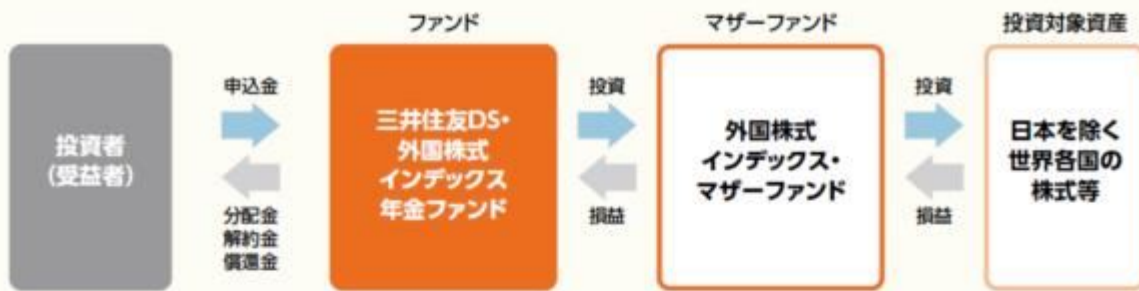 ファンド
マザーファンド
投資対象資産
投資者
(受益者)
申込金
分配金
解約金
償還金
三井住友DS・
外国株式
インデックス
年金ファンド
投資
損益
外国株式
インデックス・
マザーファンド
投資
損益
日本を除く
世界各国の
株式等